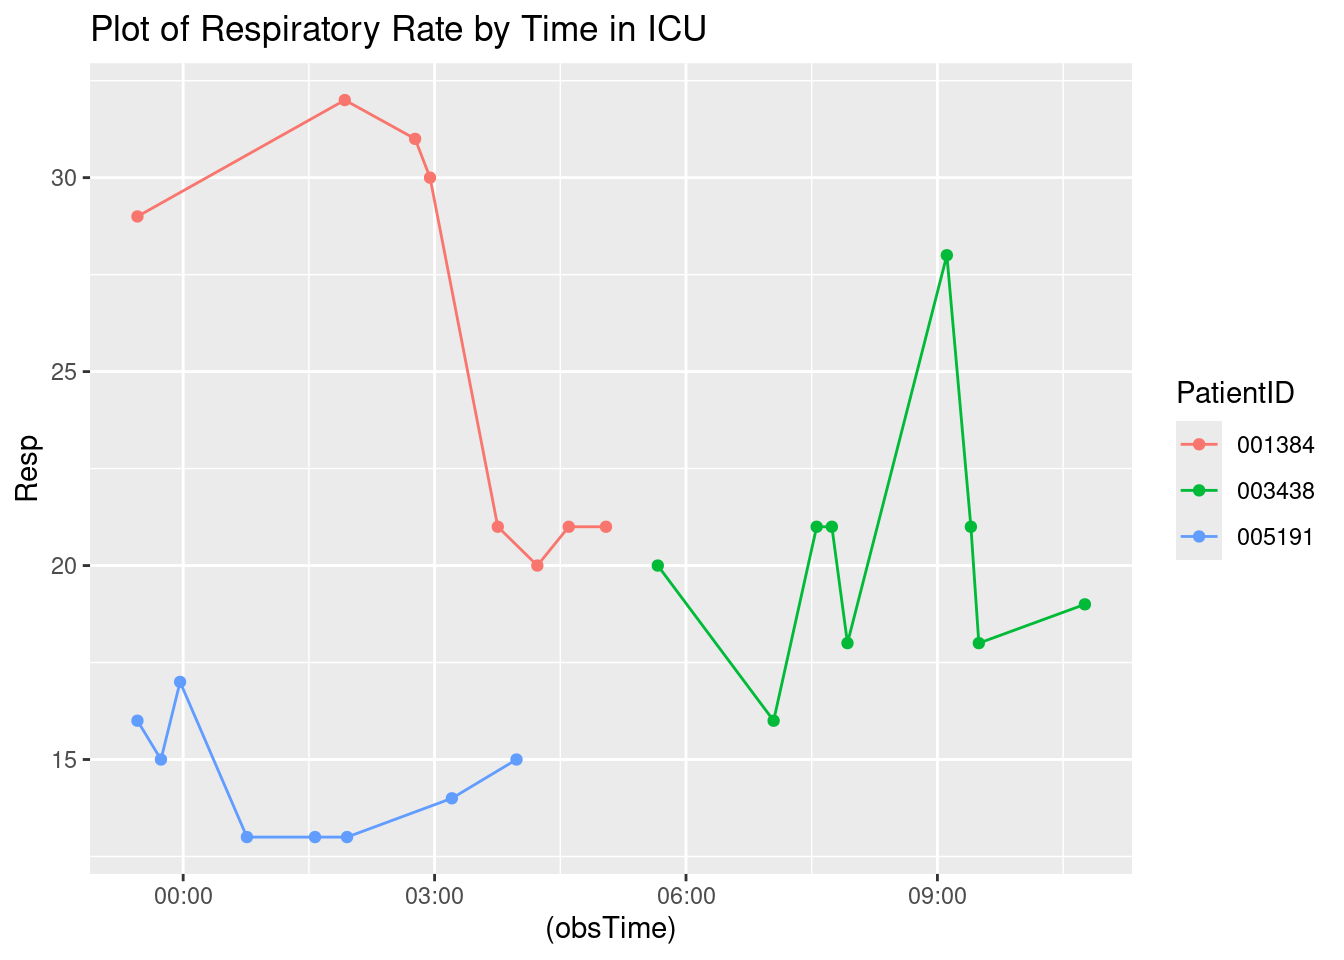 Plot of Respiratory Rate by Time in ICU
Resp
30
25
20
15
00:00
03:00
06:00
09:00
(obsTime)
PatientID
001384
003438
005191